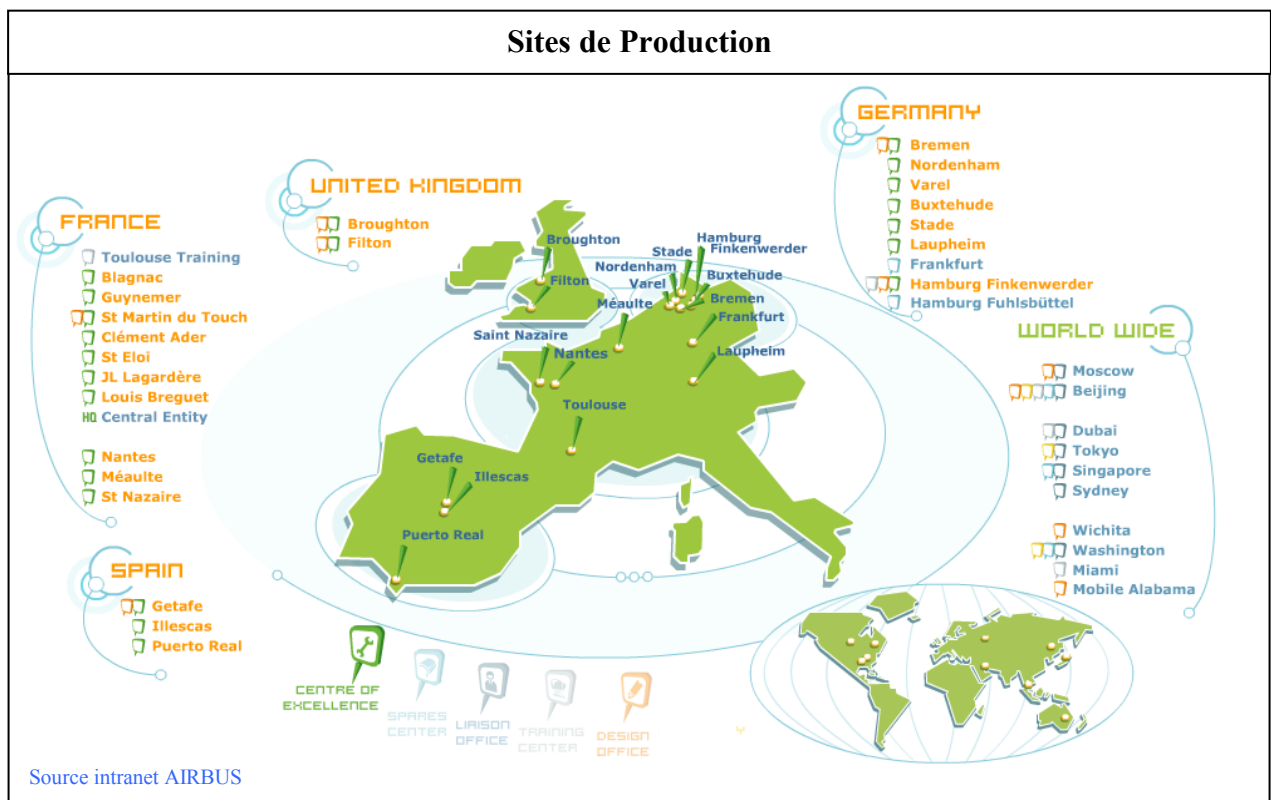 Sites de Production
FRANCE
Toulouse Training
Blagnac
Guynemer
St Martin du Touch
Clément Ader
St Eloi
JL Lagardère
Louis Breguet
HQ Central Entity
Nantes
Méaulte
St Nazaire
SPAIN
Getafe
Illescas
Puerto Real
UNITED KINGDOM
Broughton
Filton
GERMANY
Bremen
Nordenham
Varel
Buxtehude
Stade
Laupheim
Frankfurt
Hamburg Finkenwerder
Hamburg Fuhlsbüttel
WORLD WIDE
Moscow
Beijing
Dubai
Tokyo
Singapore
Sydney
Wichita
Washington
Miami
Mobile Alabama
Broughton
Filton
Hamburg
Finkenwerder
Stade
Nordenham
Buxtehude
Varel
Méaulte
Bremen
Frankfurt
Saint Nazaire
Nantes
Laupheim
Toulouse
Getafe
Illescas
Puerto Real
CENTRE OF
EXCELLENCE
SPARES
CENTER
LIAISON
OFFICE
TRAINING
CENTER
DESIGN
OFFICE
Source intranet AIRBUS